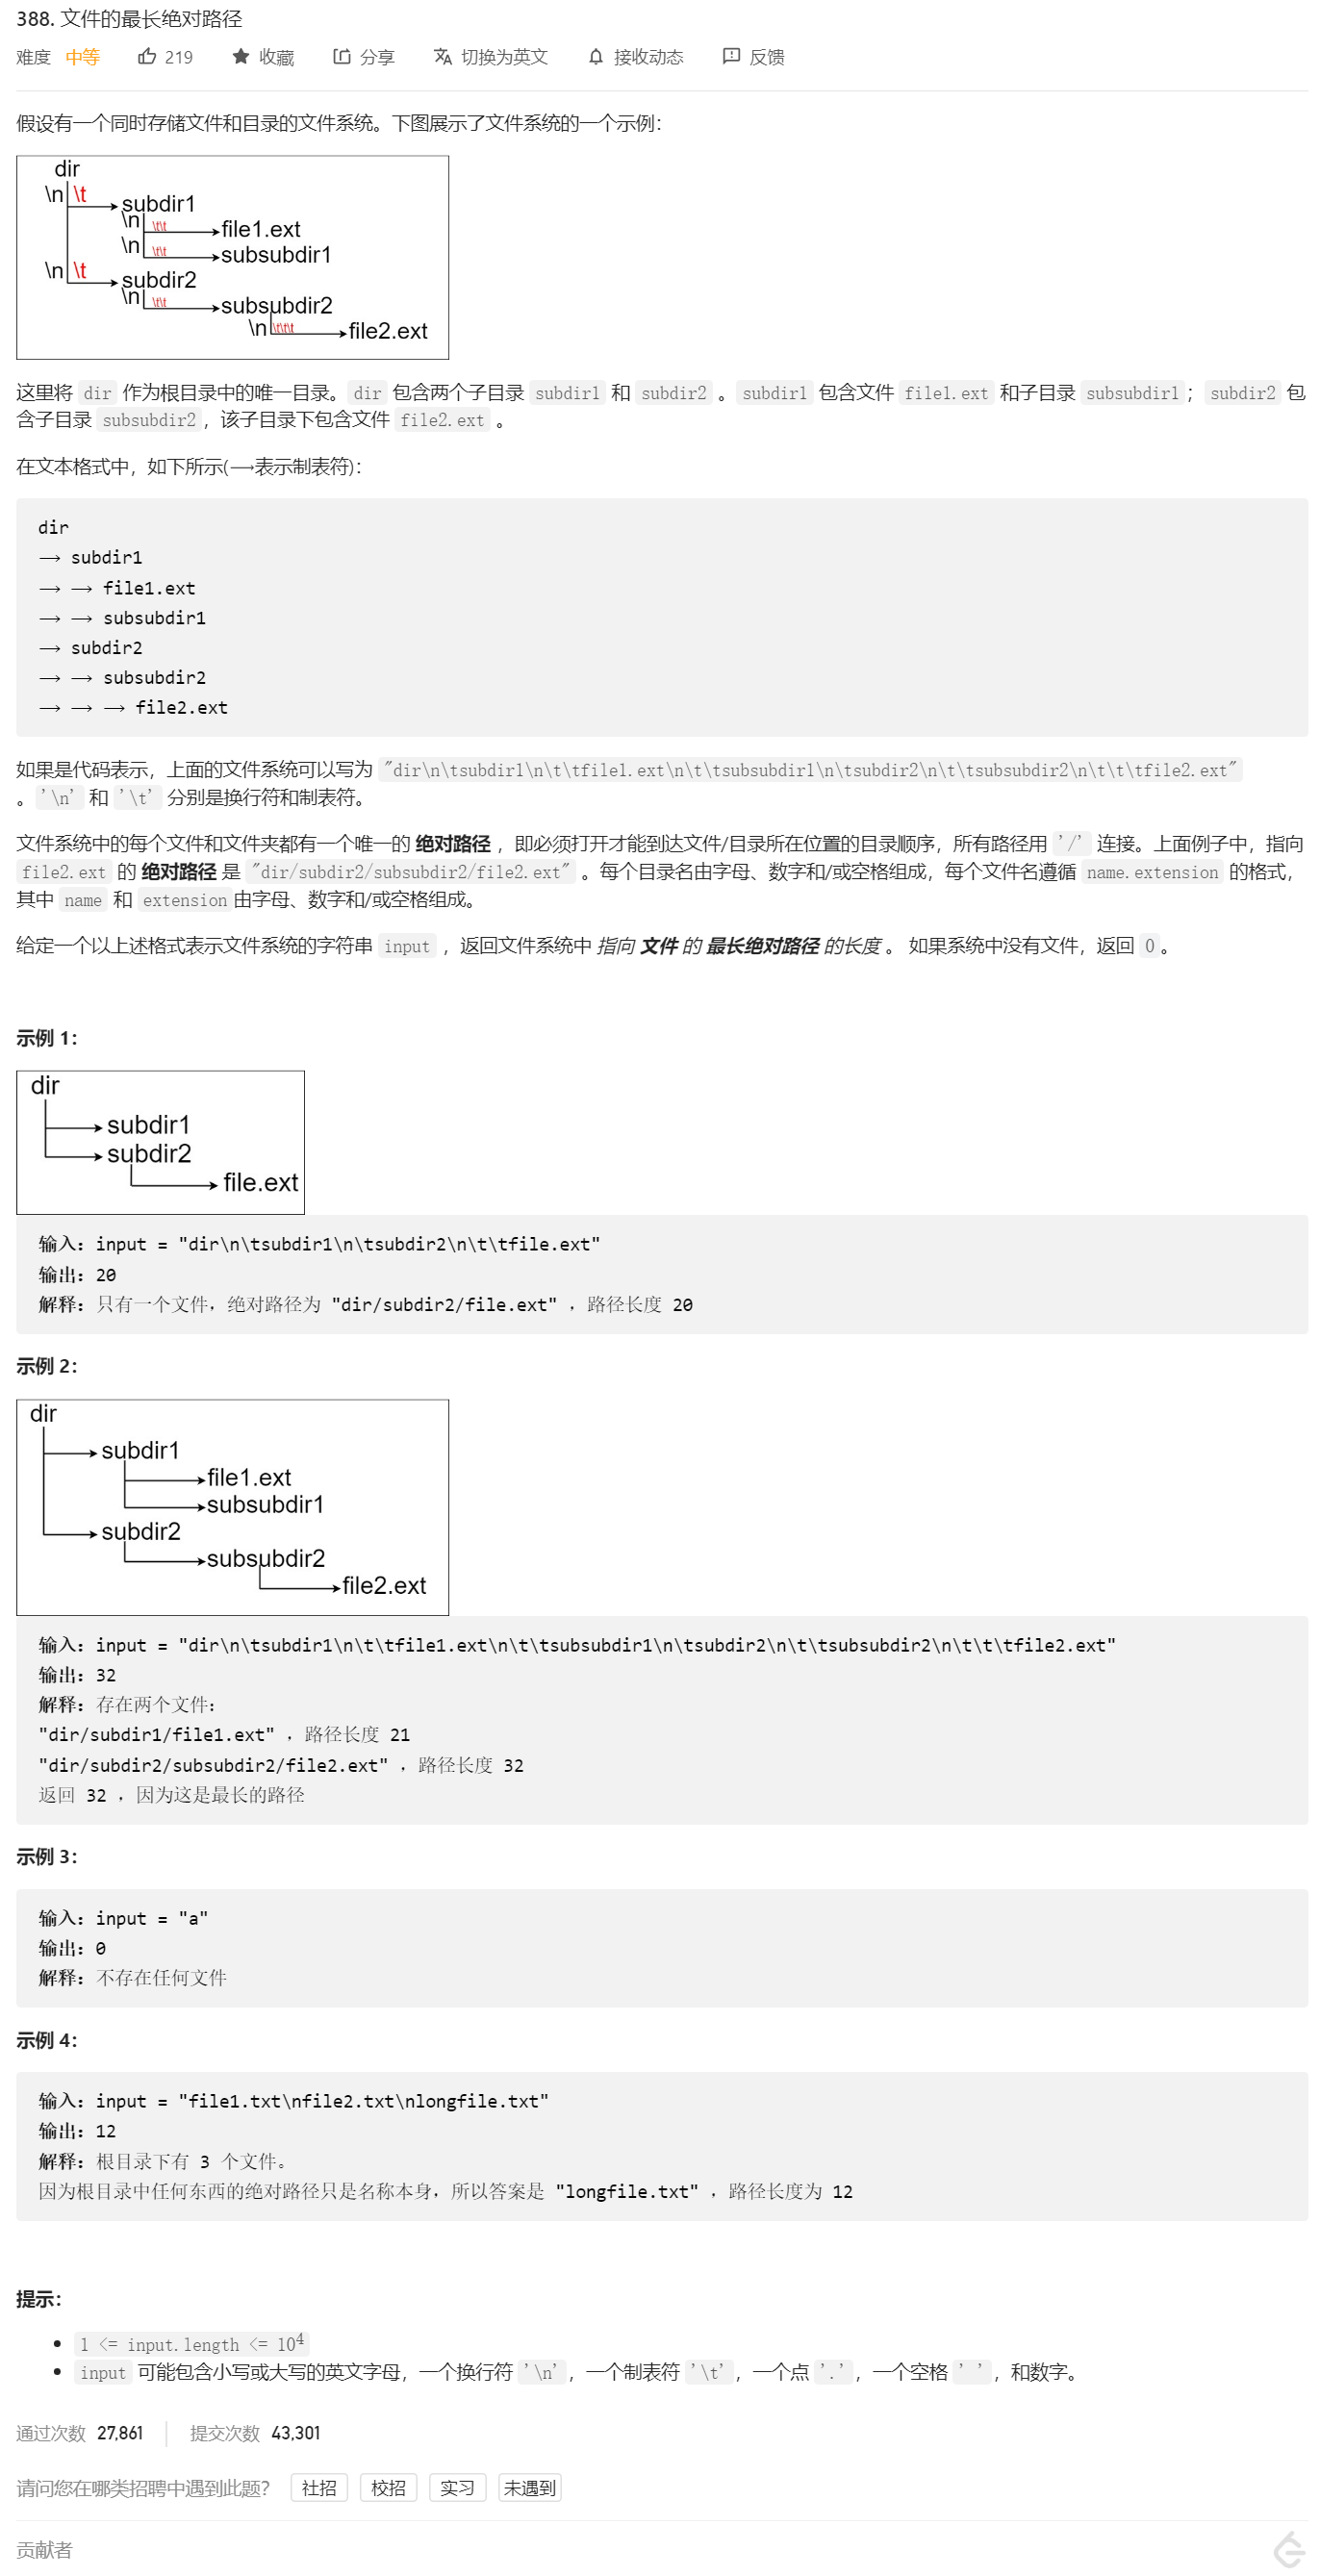 388. 文件的最长绝对路径
难度 中等 219 收藏 分享 切换为英文 接收动态 反馈
假设有一个同时存储文件和目录的文件系统。下图展示了文件系统的一个示例：
dir
\n \t
subdir1
\n \t\t file1.ext
\n \t\t subsubdir1
\n \t
subdir2
\n \t\t subsubdir2
\n \t\t\t file2.ext
这里将 dir 作为根目录中的唯一目录。dir 包含两个子目录 subdir1 和 subdir2 。subdir1 包含文件 file1.ext 和子目录 subsubdir1；subdir2 包
含子目录 subsubdir2，该子目录下包含文件 file2.ext 。
在文本格式中，如下所示(⟶表示制表符)：
dir
⟶ subdir1
⟶ ⟶ file1.ext
⟶ ⟶ subsubdir1
⟶ subdir2
⟶ ⟶ subsubdir2
⟶ ⟶ ⟶ file2.ext
如果是代码表示，上面的文件系统可以写为 "dir\n\tsubdir1\n\t\tfile1.ext\n\t\tsubsubdir1\n\tsubdir2\n\t\tsubsubdir2\n\t\t\tfile2.ext"
。'\n' 和 '\t' 分别是换行符和制表符。
文件系统中的每个文件和文件夹都有一个唯一的 绝对路径 ，即必须打开才能到达文件/目录所在位置的目录顺序，所有路径用 '/' 连接。上面例子中，指向
file2.ext 的 绝对路径 是 "dir/subdir2/subsubdir2/file2.ext" 。每个目录名由字母、数字和/或空格组成，每个文件名遵循 name.extension 的格式，
其中 name 和 extension由字母、数字和/或空格组成。
给定一个以上述格式表示文件系统的字符串 input ，返回文件系统中 指向 文件 的 最长绝对路径 的长度 。 如果系统中没有文件，返回 0。
示例 1：
dir
subdir1
subdir2
file.ext
输入：input = "dir\n\tsubdir1\n\tsubdir2\n\t\tfile.ext"
输出：20
解释：只有一个文件，绝对路径为 "dir/subdir2/file.ext" ，路径长度 20
示例 2：
dir
subdir1
file1.ext
subsubdir1
subdir2
subsubdir2
file2.ext
输入：input = "dir\n\tsubdir1\n\t\tfile1.ext\n\t\tsubsubdir1\n\tsubdir2\n\t\tsubsubdir2\n\t\t\tfile2.ext"
输出：32
解释：存在两个文件：
"dir/subdir1/file1.ext" ，路径长度 21
"dir/subdir2/subsubdir2/file2.ext" ，路径长度 32
返回 32 ，因为这是最长的路径
示例 3：
输入：input = "a"
输出：0
解释：不存在任何文件
示例 4：
输入：input = "file1.txt\nfile2.txt\nlongfile.txt"
输出：12
解释：根目录下有 3 个文件。
因为根目录中任何东西的绝对路径只是名称本身，所以答案是 "longfile.txt" ，路径长度为 12
提示：
• 1 <= input.length <= 10⁴
• input 可能包含小写或大写的英文字母，一个换行符 '\n'，一个制表符 '\t'，一个点 '.'，一个空格 ' '，和数字。
通过次数 27,861 提交次数 43,301
请问您在哪类招聘中遇到此题？ 社招 校招 实习 未遇到
贡献者